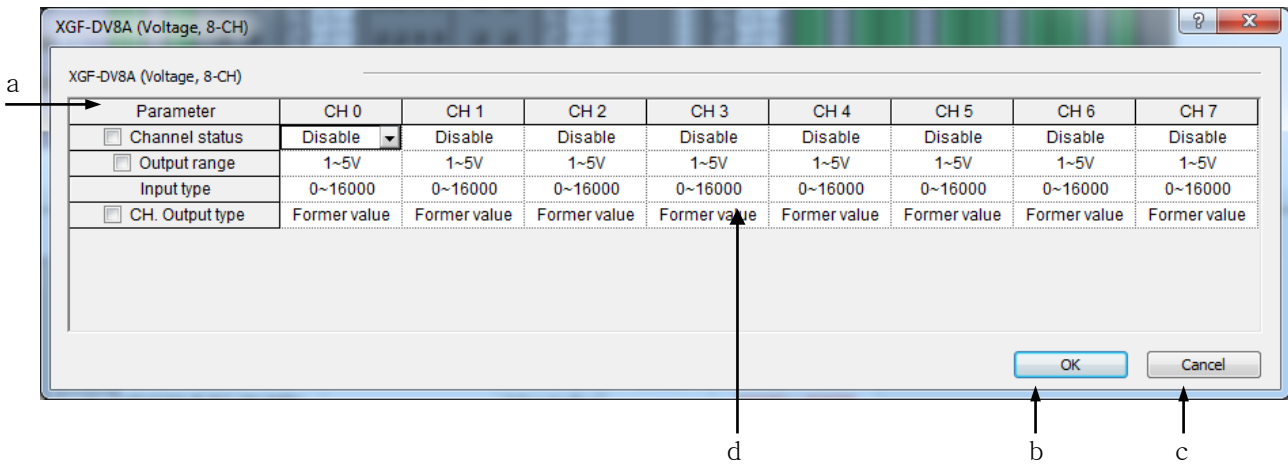 XGF-DV8A (Voltage, 8-CH)
XGF-DV8A (Voltage, 8-CH)
a
Parameter CH 0 CH 1 CH 2 CH 3 CH 4 CH 5 CH 6 CH 7
Channel status Disable Disable Disable Disable Disable Disable Disable Disable
Output range 1~5V 1~5V 1~5V 1~5V 1~5V 1~5V 1~5V 1~5V
Input type 0~16000 0~16000 0~16000 0~16000 0~16000 0~16000 0~16000 0~16000
CH. Output type Former value Former value Former value Former value Former value Former value Former value Former value
OK Cancel
d b c